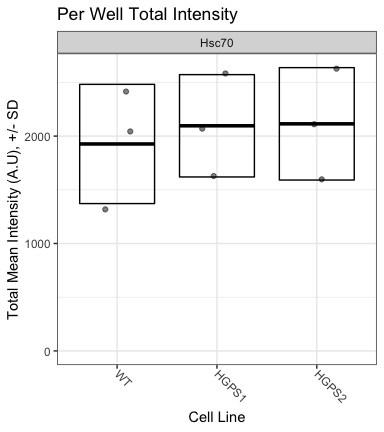 Per Well Total Intensity
Hsc70
Total Mean Intensity (A.U), +/- SD
2000
1000
0
WT
HGPS1
HGPS2
Cell Line